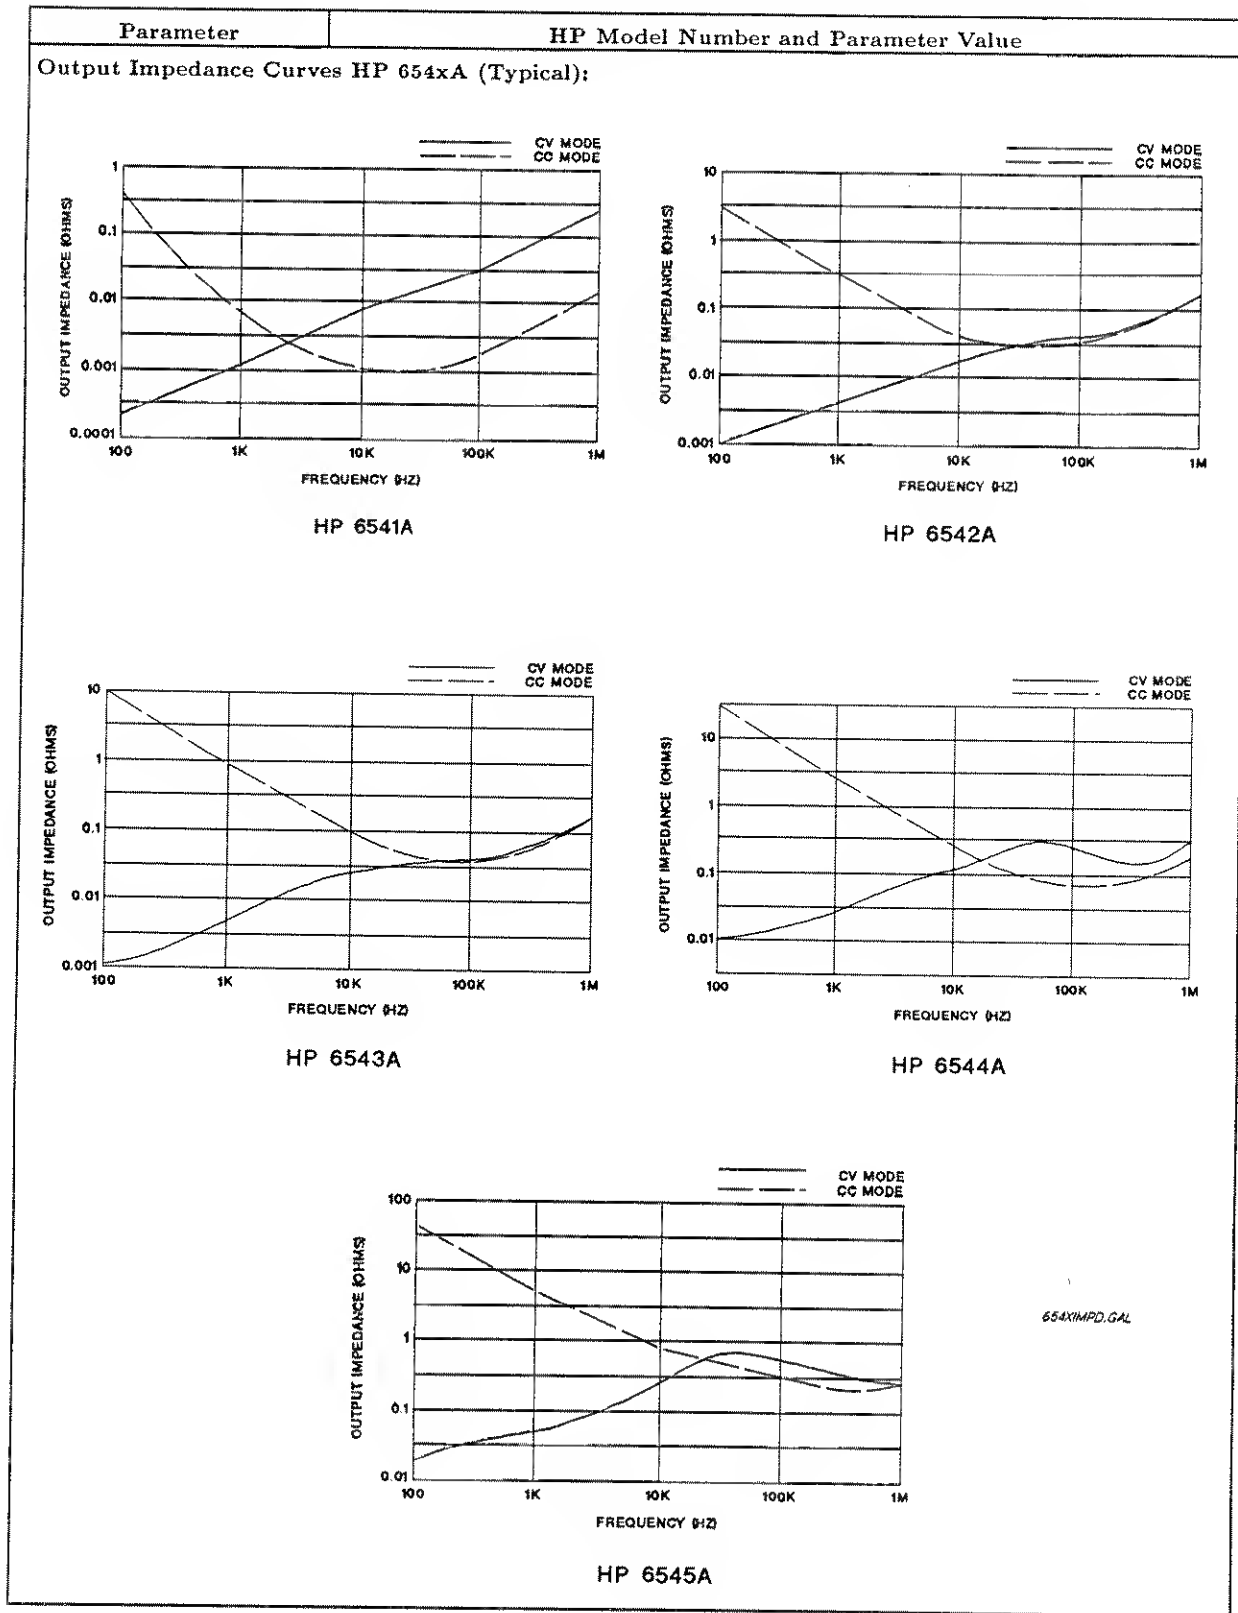 Parameter HP Model Number and Parameter Value
Output Impedance Curves HP 654xA (Typical):
CV MODE
CC MODE
OUTPUT IMPEDANCE (OHMS)
1
0.1
0.01
0.001
0.0001
100 1K 10K 100K 1M
FREQUENCY (HZ)
HP 6541A
CV MODE
CC MODE
OUTPUT IMPEDANCE (OHMS)
10
1
0.1
0.01
0.001
100 1K 10K 100K 1M
FREQUENCY (HZ)
HP 6542A
CV MODE
CC MODE
OUTPUT IMPEDANCE (OHMS)
10
1
0.1
0.01
0.001
100 1K 10K 100K 1M
FREQUENCY (HZ)
HP 6543A
CV MODE
CC MODE
OUTPUT IMPEDANCE (OHMS)
10
1
0.1
0.01
100 1K 10K 100K 1M
FREQUENCY (HZ)
HP 6544A
CV MODE
CC MODE
OUTPUT IMPEDANCE (OHMS)
100
10
1
0.1
0.01
100 1K 10K 100K 1M
FREQUENCY (HZ)
HP 6545A
654XIMPD.GAL